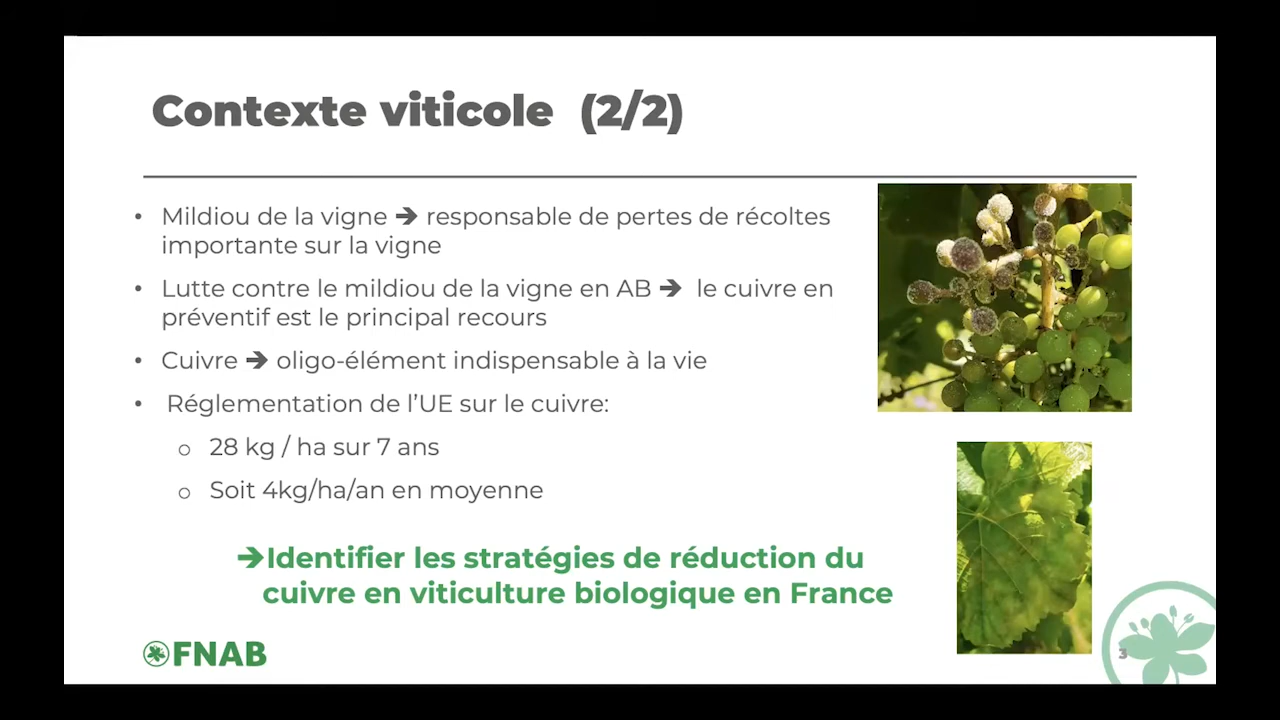 Contexte viticole (2/2)
• Mildiou de la vigne ➔ responsable de pertes de récoltes
importante sur la vigne
• Lutte contre le mildiou de la vigne en AB ➔ le cuivre en
préventif est le principal recours
• Cuivre ➔ oligo-élément indispensable à la vie
• Réglementation de l’UE sur le cuivre:
o 28 kg / ha sur 7 ans
o Soit 4kg/ha/an en moyenne
➔Identifier les stratégies de réduction du
cuivre en viticulture biologique en France
FNAB
3